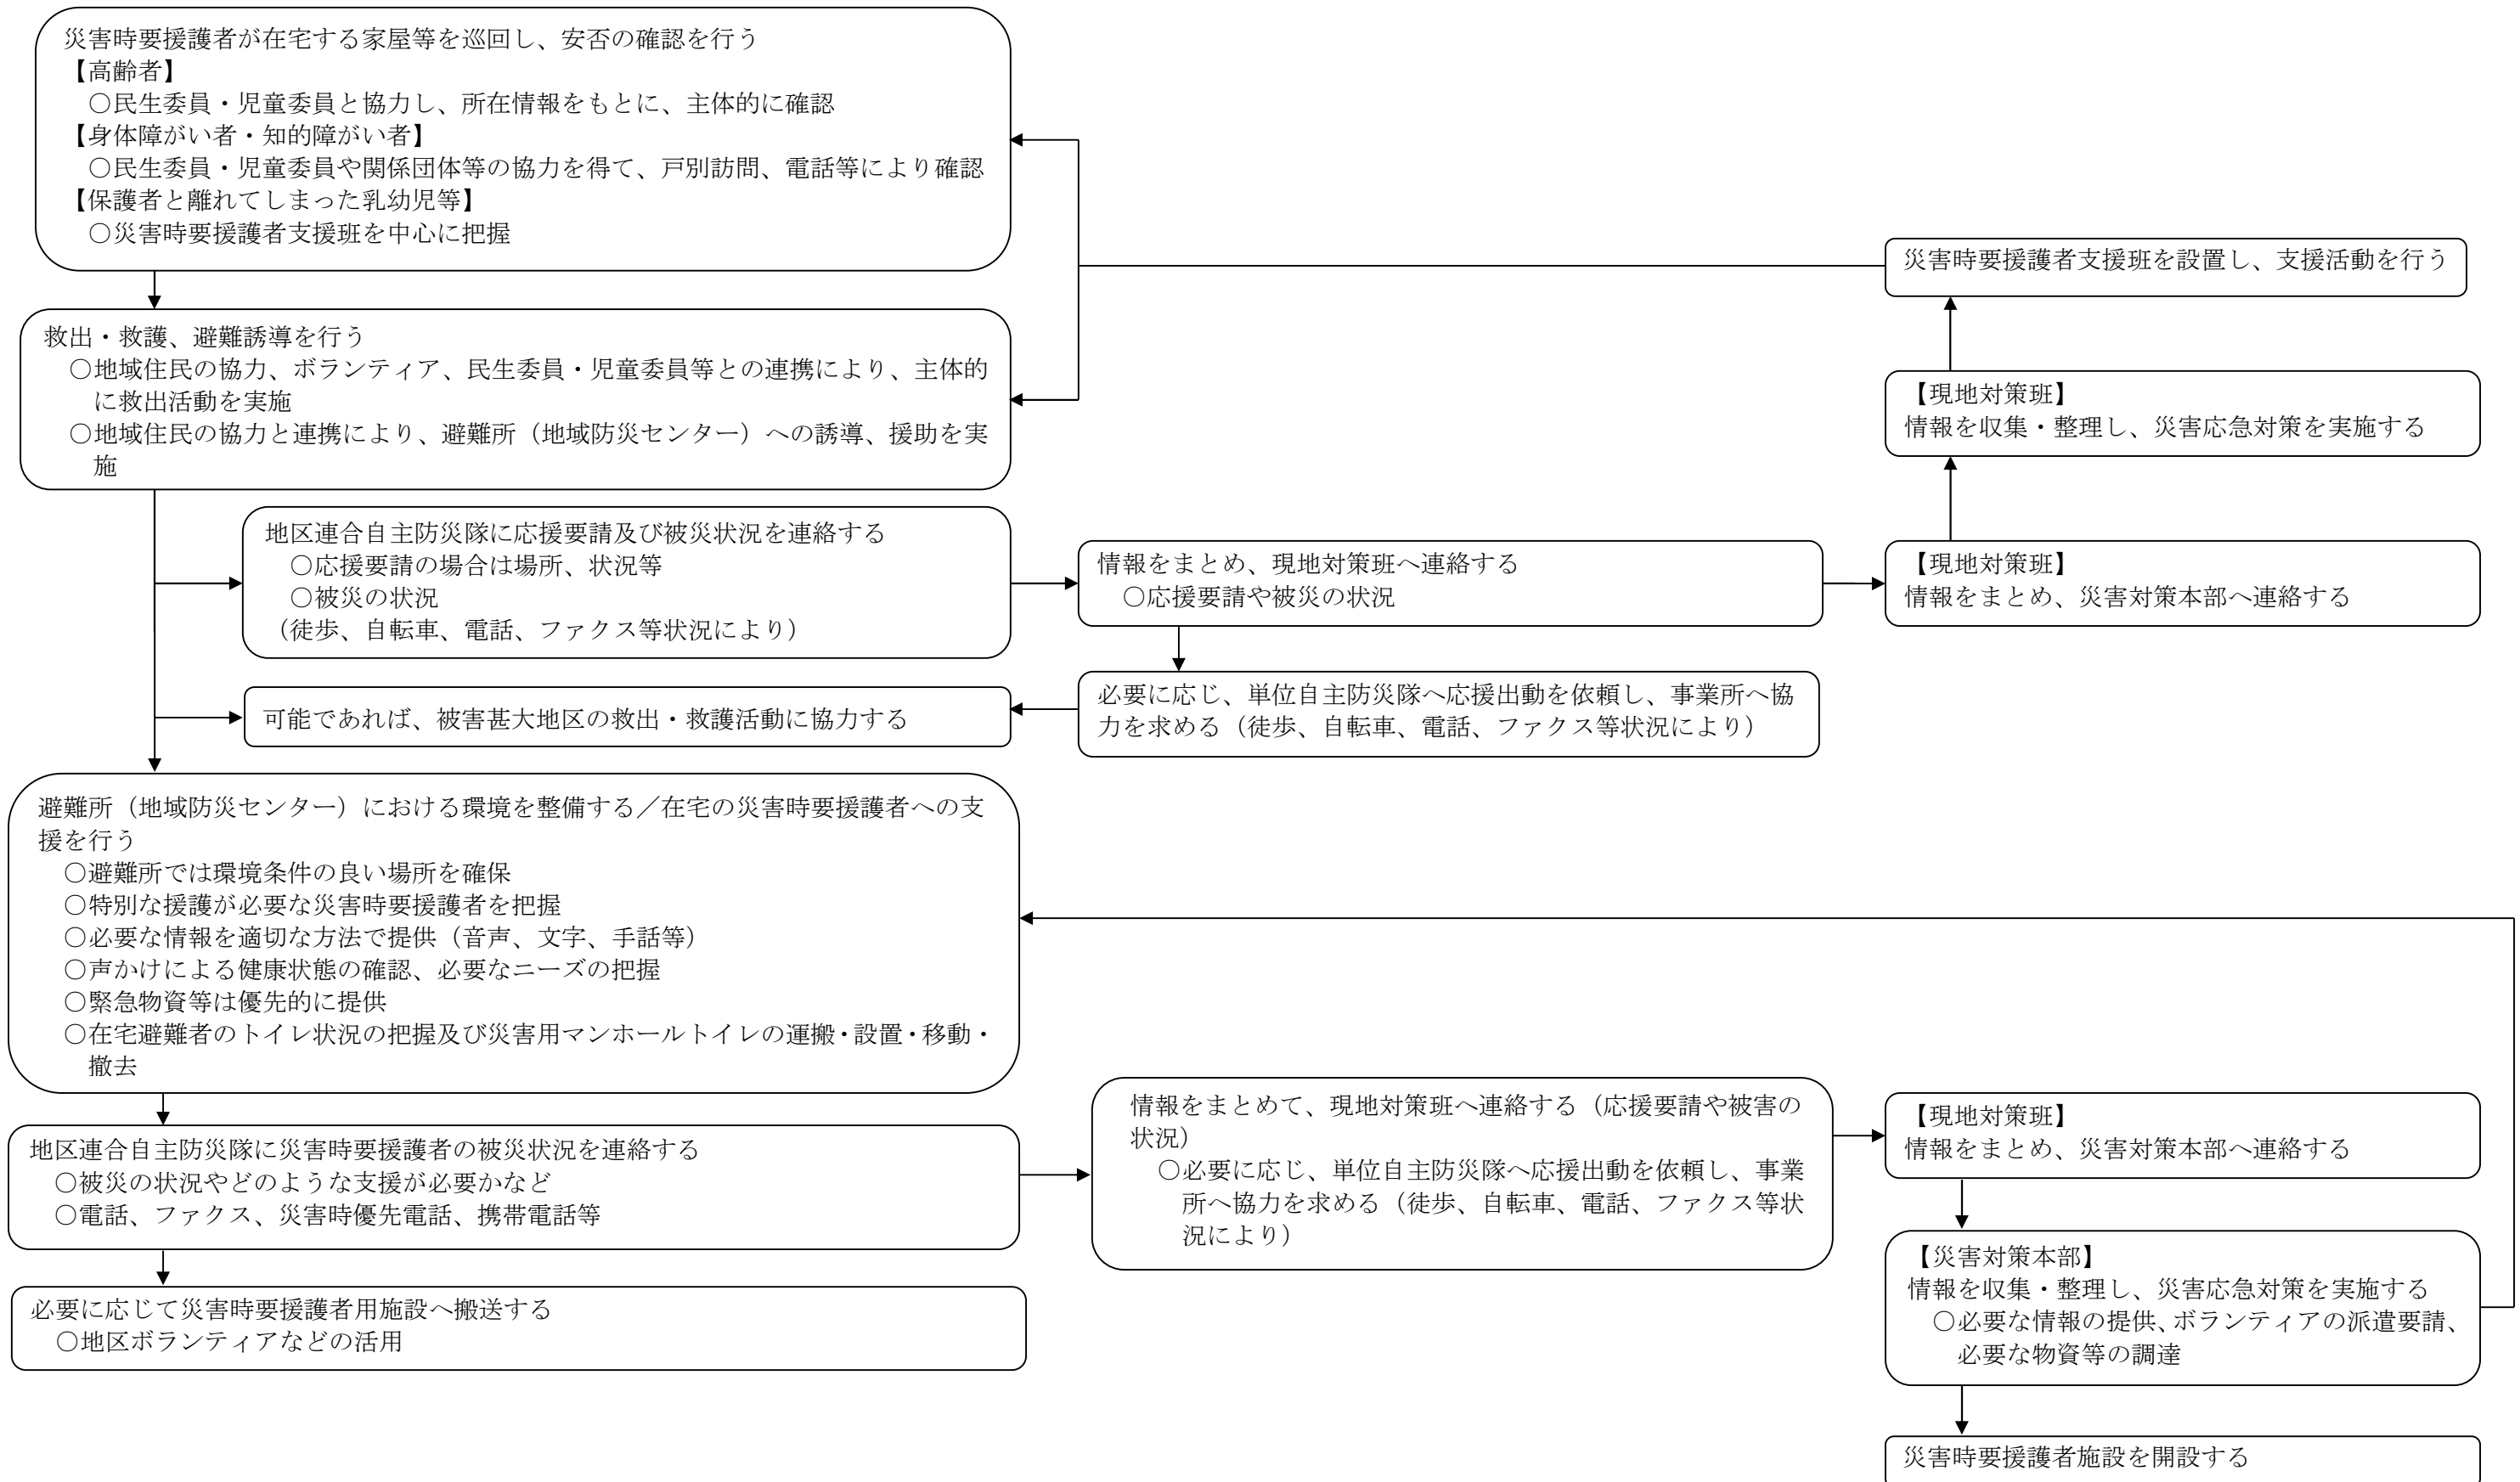 災害時要援護者が在宅する家屋等を巡回し、安否の確認を行う
【高齢者】
○民生委員・児童委員と協力し、所在情報をもとに、主体的に確認
【身体障がい者・知的障がい者】
○民生委員・児童委員や関係団体等の協力を得て、戸別訪問、電話等により確認
【保護者と離れてしまった乳幼児等】
○災害時要援護者支援班を中心に把握
災害時要援護者支援班を設置し、支援活動を行う
救出・救護、避難誘導を行う
○地域住民の協力、ボランティア、民生委員・児童委員等との連携により、主体的
に救出活動を実施
○地域住民の協力と連携により、避難所（地域防災センター）への誘導、援助を実
施
【現地対策班】
情報を収集・整理し、災害応急対策を実施する
地区連合自主防災隊に応援要請及び被災状況を連絡する
○応援要請の場合は場所、状況等
○被災の状況
（徒歩、自転車、電話、ファクス等状況により）
情報をまとめ、現地対策班へ連絡する
○応援要請や被災の状況
【現地対策班】
情報をまとめ、災害対策本部へ連絡する
可能であれば、被害甚大地区の救出・救護活動に協力する
必要に応じ、単位自主防災隊へ応援出動を依頼し、事業所へ協
力を求める（徒歩、自転車、電話、ファクス等状況により）
避難所（地域防災センター）における環境を整備する／在宅の災害時要援護者への支
援を行う
○避難所では環境条件の良い場所を確保
○特別な援護が必要な災害時要援護者を把握
○必要な情報を適切な方法で提供（音声、文字、手話等）
○声かけによる健康状態の確認、必要なニーズの把握
○緊急物資等は優先的に提供
○在宅避難者のトイレ状況の把握及び災害用マンホールトイレの運搬・設置・移動・
撤去
地区連合自主防災隊に災害時要援護者の被災状況を連絡する
○被災の状況やどのような支援が必要かなど
○電話、ファクス、災害時優先電話、携帯電話等
情報をまとめて、現地対策班へ連絡する（応援要請や被害の
状況）
○必要に応じ、単位自主防災隊へ応援出動を依頼し、事業
所へ協力を求める（徒歩、自転車、電話、ファクス等状
況により）
【現地対策班】
情報をまとめ、災害対策本部へ連絡する
必要に応じて災害時要援護者用施設へ搬送する
○地区ボランティアなどの活用
【災害対策本部】
情報を収集・整理し、災害応急対策を実施する
○必要な情報の提供、ボランティアの派遣要請、
必要な物資等の調達
災害時要援護者施設を開設する